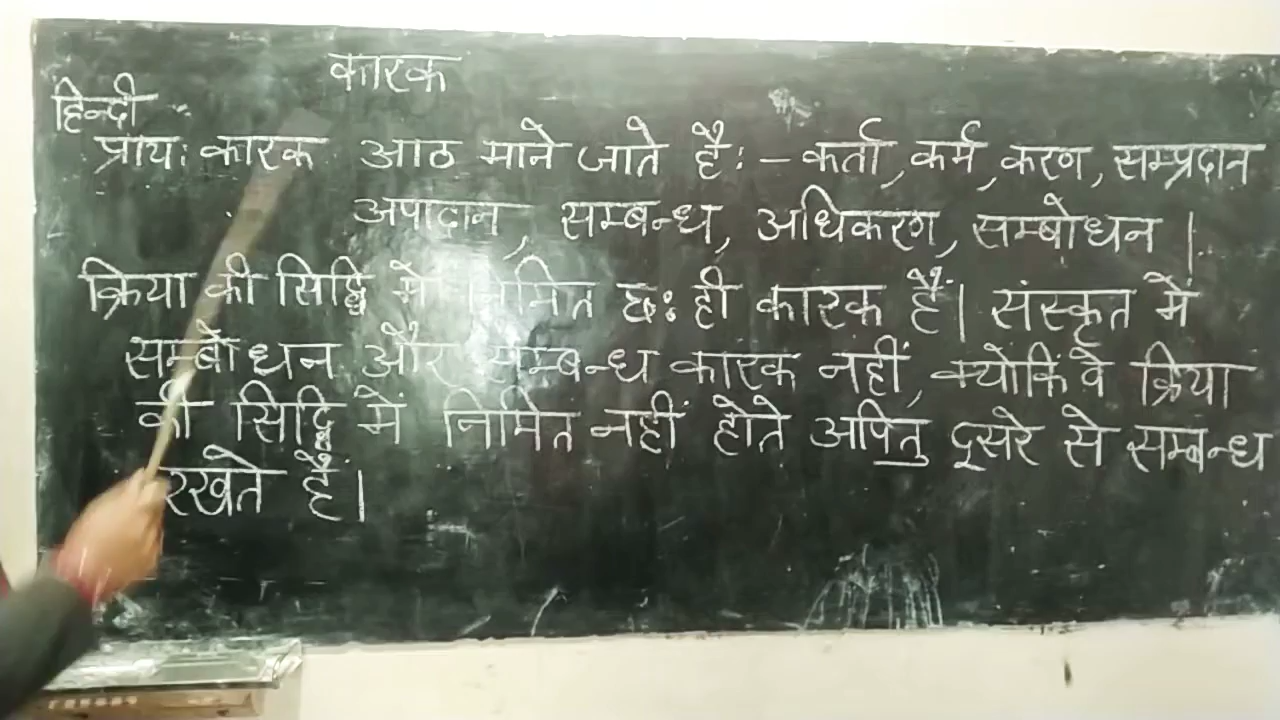 कारक
हिन्दी
प्राय: कारक आठ माने जाते है: – कर्ता, कर्म, करण, सम्प्रदान
अपादान, सम्बन्ध, अधिकरण, सम्बोधन |
क्रिया की सिद्धि में निमित छ: ही कारक हैं| संस्कृत में
सम्बोधन और सम्बन्ध कारक नहीं, क्योंकि वे क्रिया
की सिद्धि में निमित नहीं होते अपितु दूसरे से सम्बन्ध
रखते हैं|